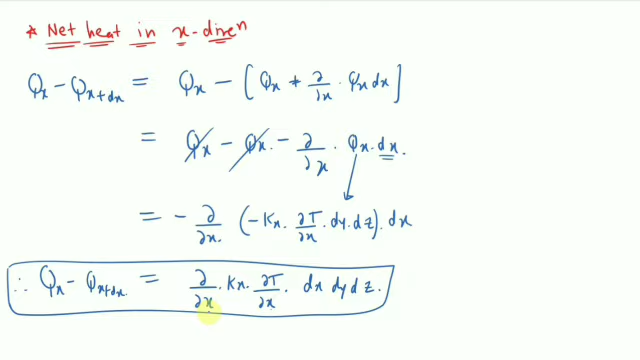 * Net heat in x-diren
Qx - Qx+dx = Qx - [Qx + ∂/∂x · Qx dx]
= Qx - Qx - ∂/∂x · Qx · dx.
= - ∂/∂x. (-Kx · ∂T/∂x · dy · dz) · dx
∴ Qx - Qx+dx = ∂/∂x · Kx · ∂T/∂x · dx dy dz.